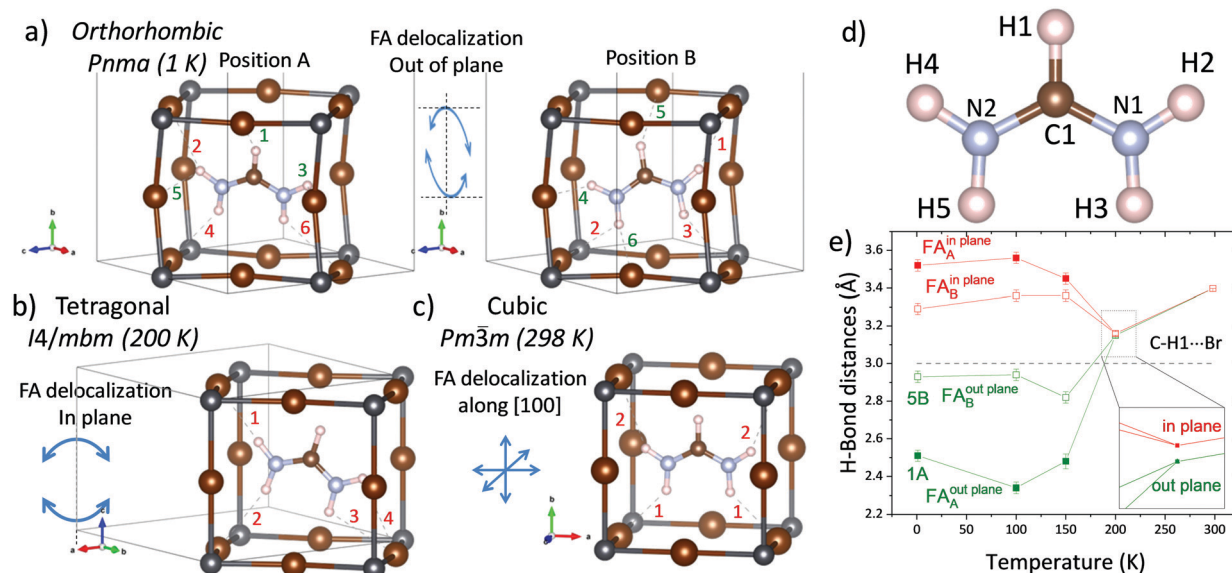 a)
Orthorhombic
Pnma (1 K)
Position A
FA delocalization
Out of plane
Position B
1
2
3
5
4
6
5
1
4
2
3
6
c b a
c b a
b) Tetragonal
I4/mbm (200 K)
FA delocalization
In plane
1
2
3
4
a c b
c) Cubic
Pm3̅m (298 K)
FA delocalization
along [100]
2
2
1
1
b
a
d)
H1
H4
H2
N2
C1
N1
H5
H3
e)
H-Bond distances (Å)
3.6
3.4
3.2
3.0
2.8
2.6
2.4
2.2
FA_A^in plane
FA_B^in plane
C-H1···Br
5B FA_B^out plane
1A
FA_A^out plane
in plane
out plane
0 50 100 150 200 250 300
Temperature (K)